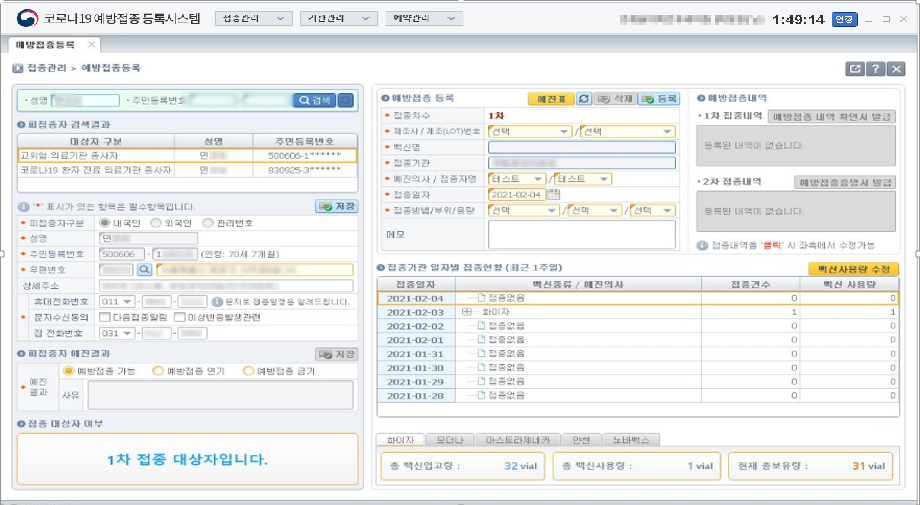 코로나19 예방접종 등록시스템
접종관리
기관관리
예약관리
1:49:14
연장
예방접종등록
접종관리 > 예방접종등록
성명
주민등록번호
검색
피접종자 검색결과
대상자 구분 성명 주민등록번호
고위험 의료기관 종사자 민 500606-1******
코로나19 환자 진료 의료기관 종사자 민 830925-3******
'*' 표시가 있는 항목은 필수항목입니다.
저장
피접종자구분 내국인 외국인 관리번호
성명 민
주민등록번호 500606 - 1 (연령: 70세 7개월)
우편번호
상세주소
휴대전화번호 011 - - 문자로 접종일정을 알려드립니다.
문자수신동의 다음접종알림 이상반응발생관련
집 전화번호 031 - -
피접종자 예진결과
저장
예진결과
예방접종 가능 예방접종 연기 예방접종 금기
사유
접종 대상자 여부
1차 접종 대상자입니다.
예방접종 등록
예진표 삭제 등록
접종차수 1차
제조사 / 제조(LOT)번호 선택 / 선택
백신명
접종기관
예진의사 / 접종자명 테스트 / 테스트
접종일자 2021-02-04
접종방법/부위/용량 선택 / 선택 / 선택
메모
예방접종내역
1차 접종내역 예방접종 내역 확인서 발급
등록된 내역이 없습니다.
2차 접종내역 예방접종증명서 발급
등록된 내역이 없습니다.
접종내역을 '클릭' 시 좌측에서 수정가능
접종기관 일자별 접종현황 (최근 1주일)
백신사용량 수정
접종일자 백신종류 / 예진의사 접종건수 백신 사용량
2021-02-04 접종없음 0 0
2021-02-03 화이자 1 1
2021-02-02 접종없음 0 0
2021-02-01 접종없음 0 0
2021-01-31 접종없음 0 0
2021-01-30 접종없음 0 0
2021-01-29 접종없음 0 0
2021-01-28 접종없음 0 0
화이자 모더나 아스트라제네카 얀센 노바백스
총 백신입고량 : 32 vial
총 백신사용량 : 1 vial
현재 총보유량 : 31 vial